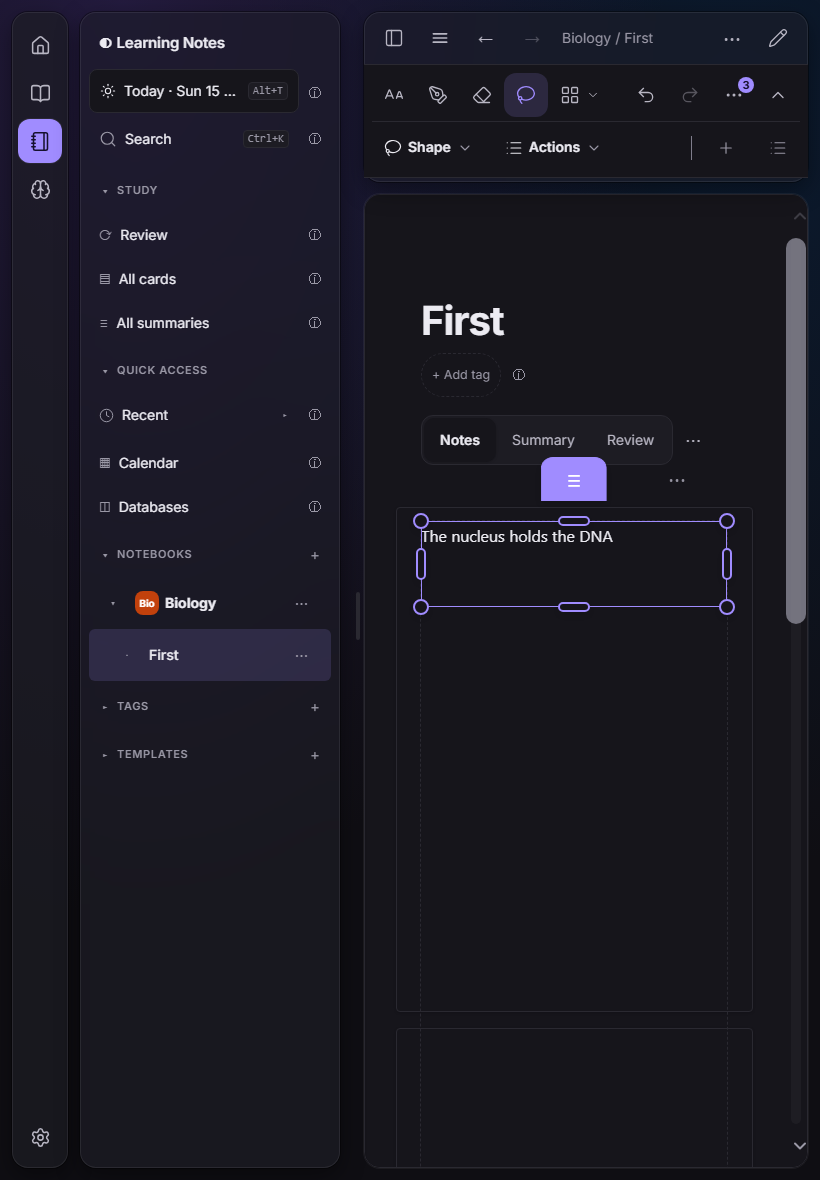 Learning Notes
Today · Sun 15 ... Alt+T
Search Ctrl+K
STUDY
Review
All cards
All summaries
QUICK ACCESS
Recent
Calendar
Databases
NOTEBOOKS
Bio Biology
First
TAGS
TEMPLATES
Biology / First
AA 3
Shape Actions
First
+ Add tag
Notes Summary Review
The nucleus holds the DNA